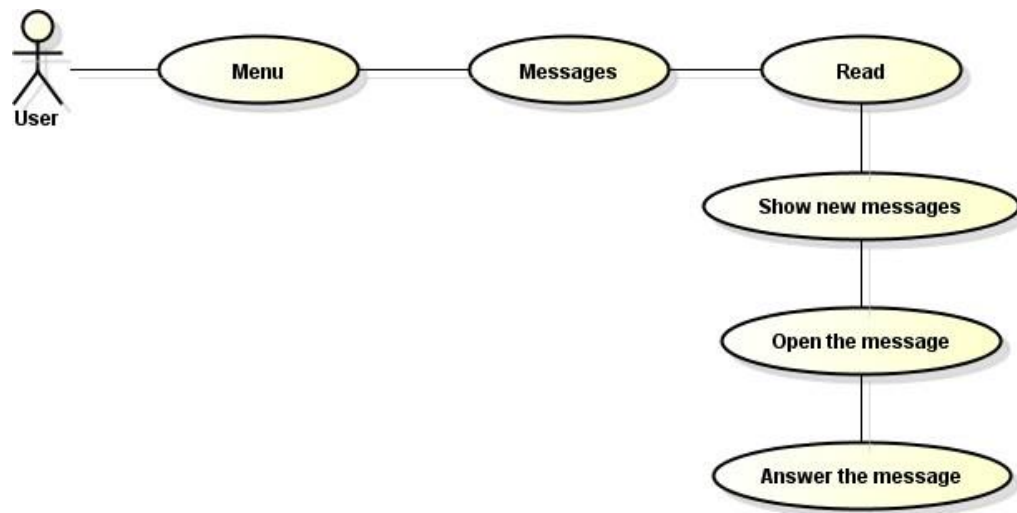 Menu
Messages
Read
User
Show new messages
Open the message
Answer the message